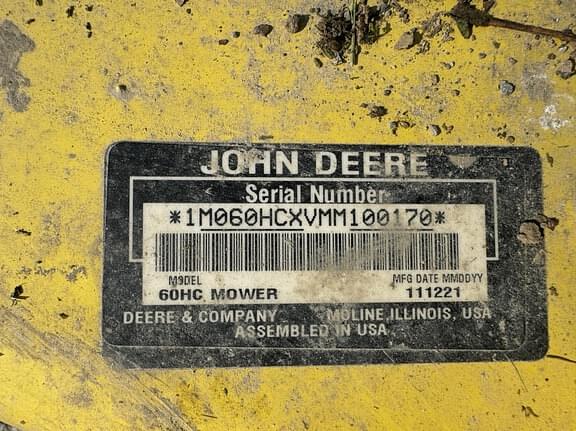 JOHN DEERE
Serial Number
*1M060HCXVMM100170*
MODEL MFG DATE MMDDYY
60HC MOWER 111221
DEERE & COMPANY MOLINE, ILLINOIS, USA
ASSEMBLED IN USA